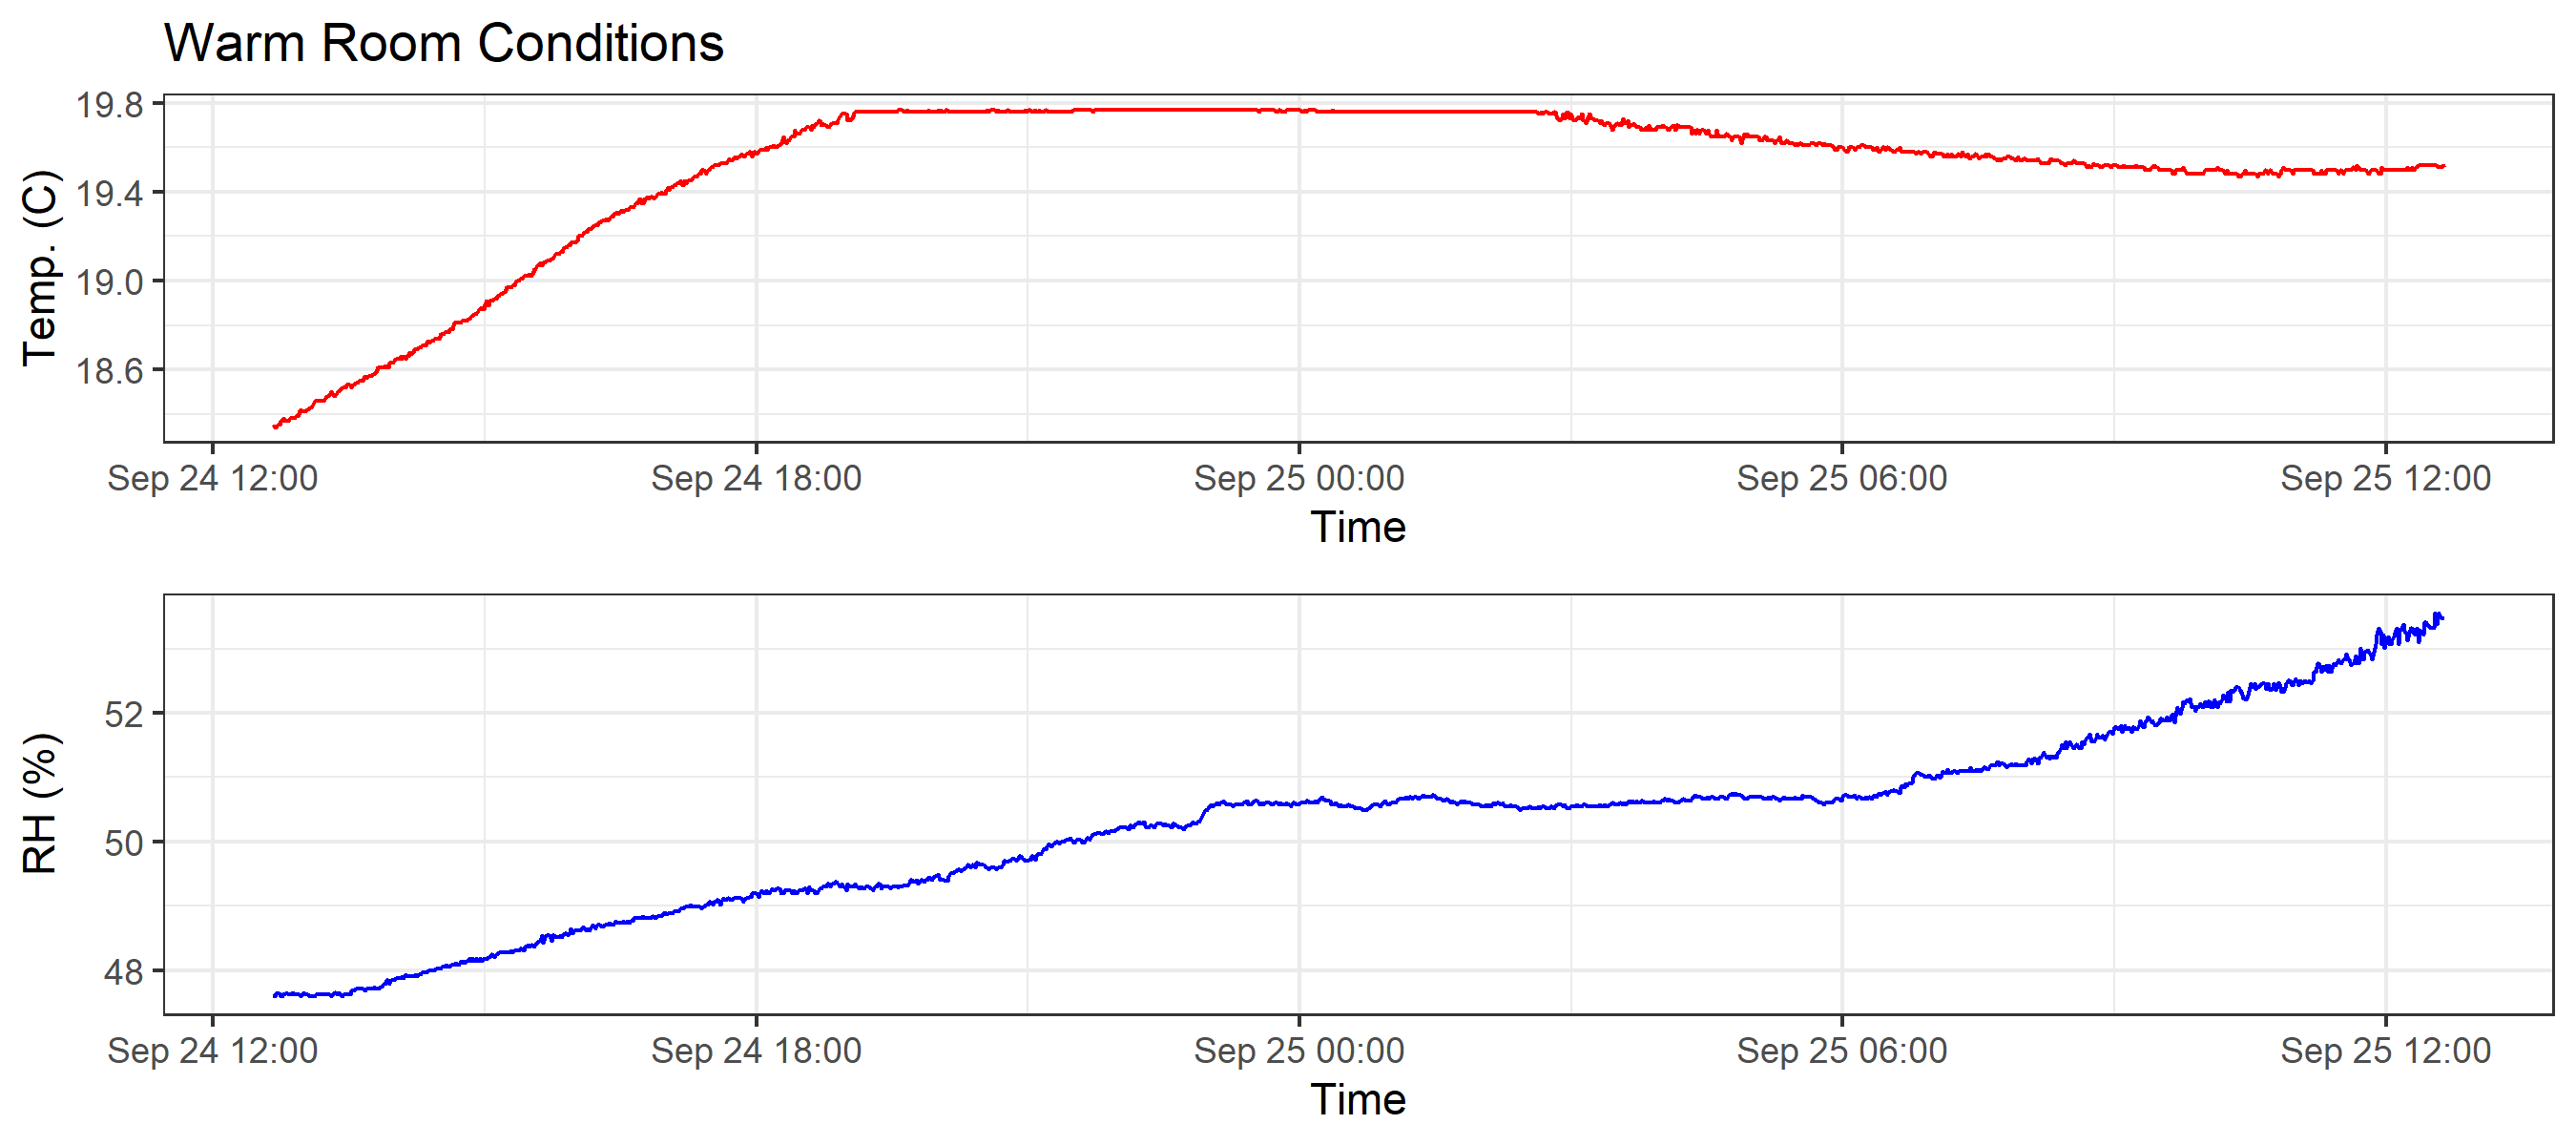 Warm Room Conditions
Temp. (C)
19.8
19.4
19.0
18.6
Sep 24 12:00 Sep 24 18:00 Sep 25 00:00 Sep 25 06:00 Sep 25 12:00
Time
RH (%)
52
50
48
Sep 24 12:00 Sep 24 18:00 Sep 25 00:00 Sep 25 06:00 Sep 25 12:00
Time